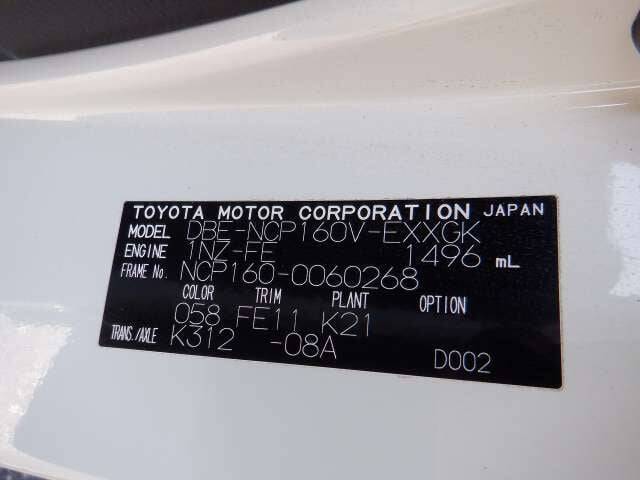 TOYOTA MOTOR CORPORATION JAPAN
MODEL DBE-NCP160V-EXXGK
ENGINE 1NZ-FE 1496 mL
FRAME No. NCP160-0060268
COLOR TRIM PLANT OPTION
058 FE11 K21
TRANS./AXLE K312 -08A
D002